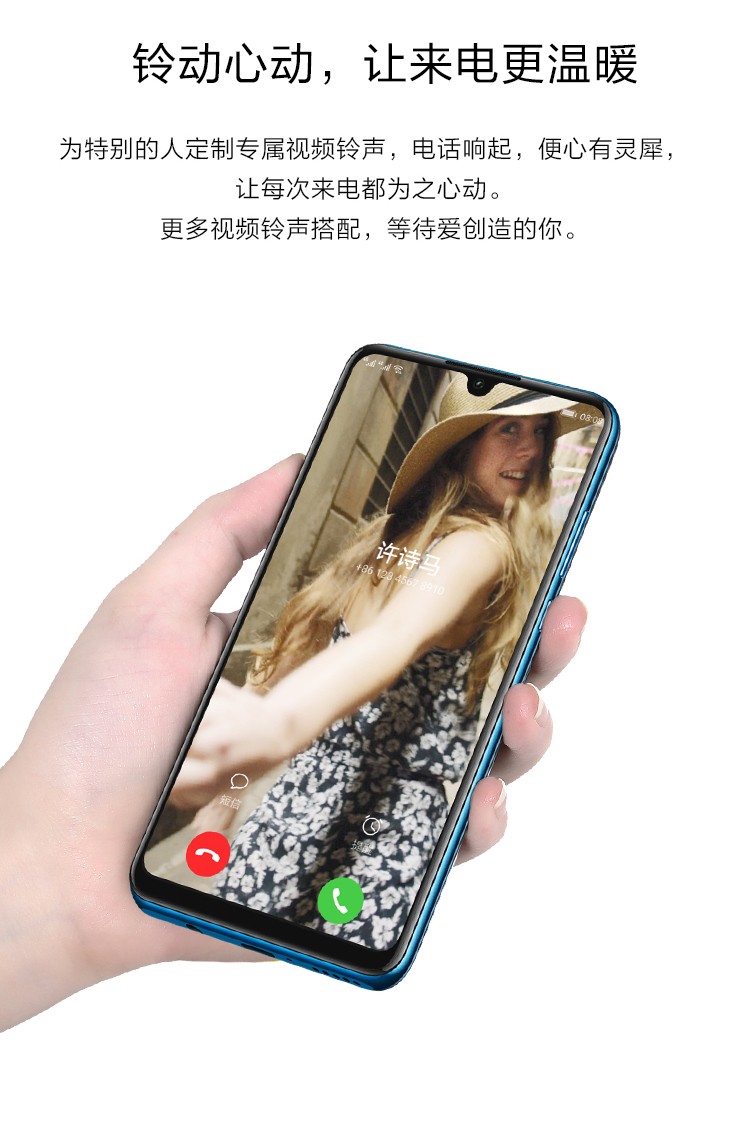 铃动心动，让来电更温暖
为特别的人定制专属视频铃声，电话响起，便心有灵犀，
让每次来电都为之心动。
更多视频铃声搭配，等待爱创造的你。
08:08
许诗马
+86 123 4567 8910
短信